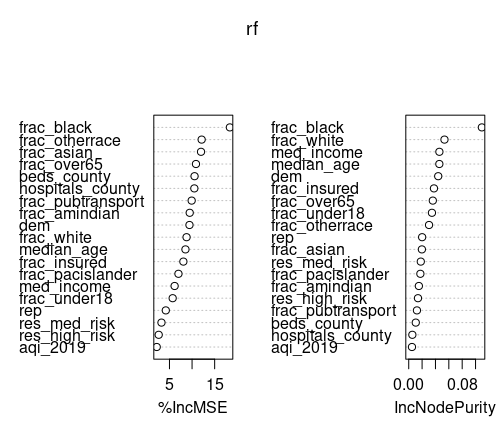 rf
frac_black
frac_otherrace
frac_asian
frac_over65
beds_county
hospitals_county
frac_pubtransport
frac_amindian
dem
frac_white
median_age
frac_insured
frac_pacislander
med_income
frac_under18
rep
res_med_risk
res_high_risk
aqi_2019
5 15
%IncMSE
frac_black
frac_white
med_income
median_age
dem
frac_insured
frac_over65
frac_under18
frac_otherrace
rep
frac_asian
res_med_risk
frac_pacislander
frac_amindian
res_high_risk
frac_pubtransport
beds_county
hospitals_county
aqi_2019
0.00 0.08
IncNodePurity